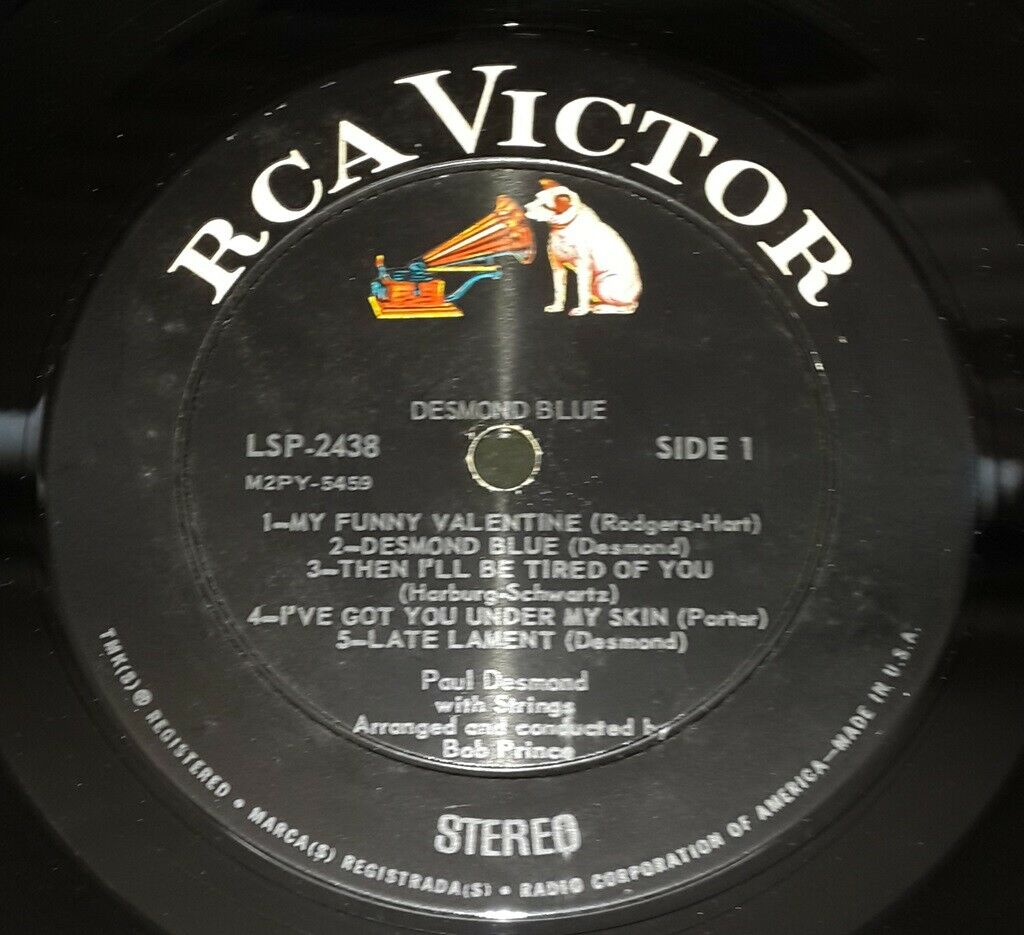 RCA VICTOR
DESMOND BLUE
LSP-2438 SIDE 1
M2PY-5459
1—MY FUNNY VALENTINE (Rodgers-Hart)
2—DESMOND BLUE (Desmond)
3—THEN I'LL BE TIRED OF YOU
(Harburg-Schwartz)
4—I'VE GOT YOU UNDER MY SKIN (Porter)
5—LATE LAMENT (Desmond)
Paul Desmond
with Strings
Arranged and conducted by
Bob Prince
STEREO
TMK(S) ® REGISTERED • MARCA(S) REGISTRADA(S) • RADIO CORPORATION OF AMERICA—MADE IN U.S.A.